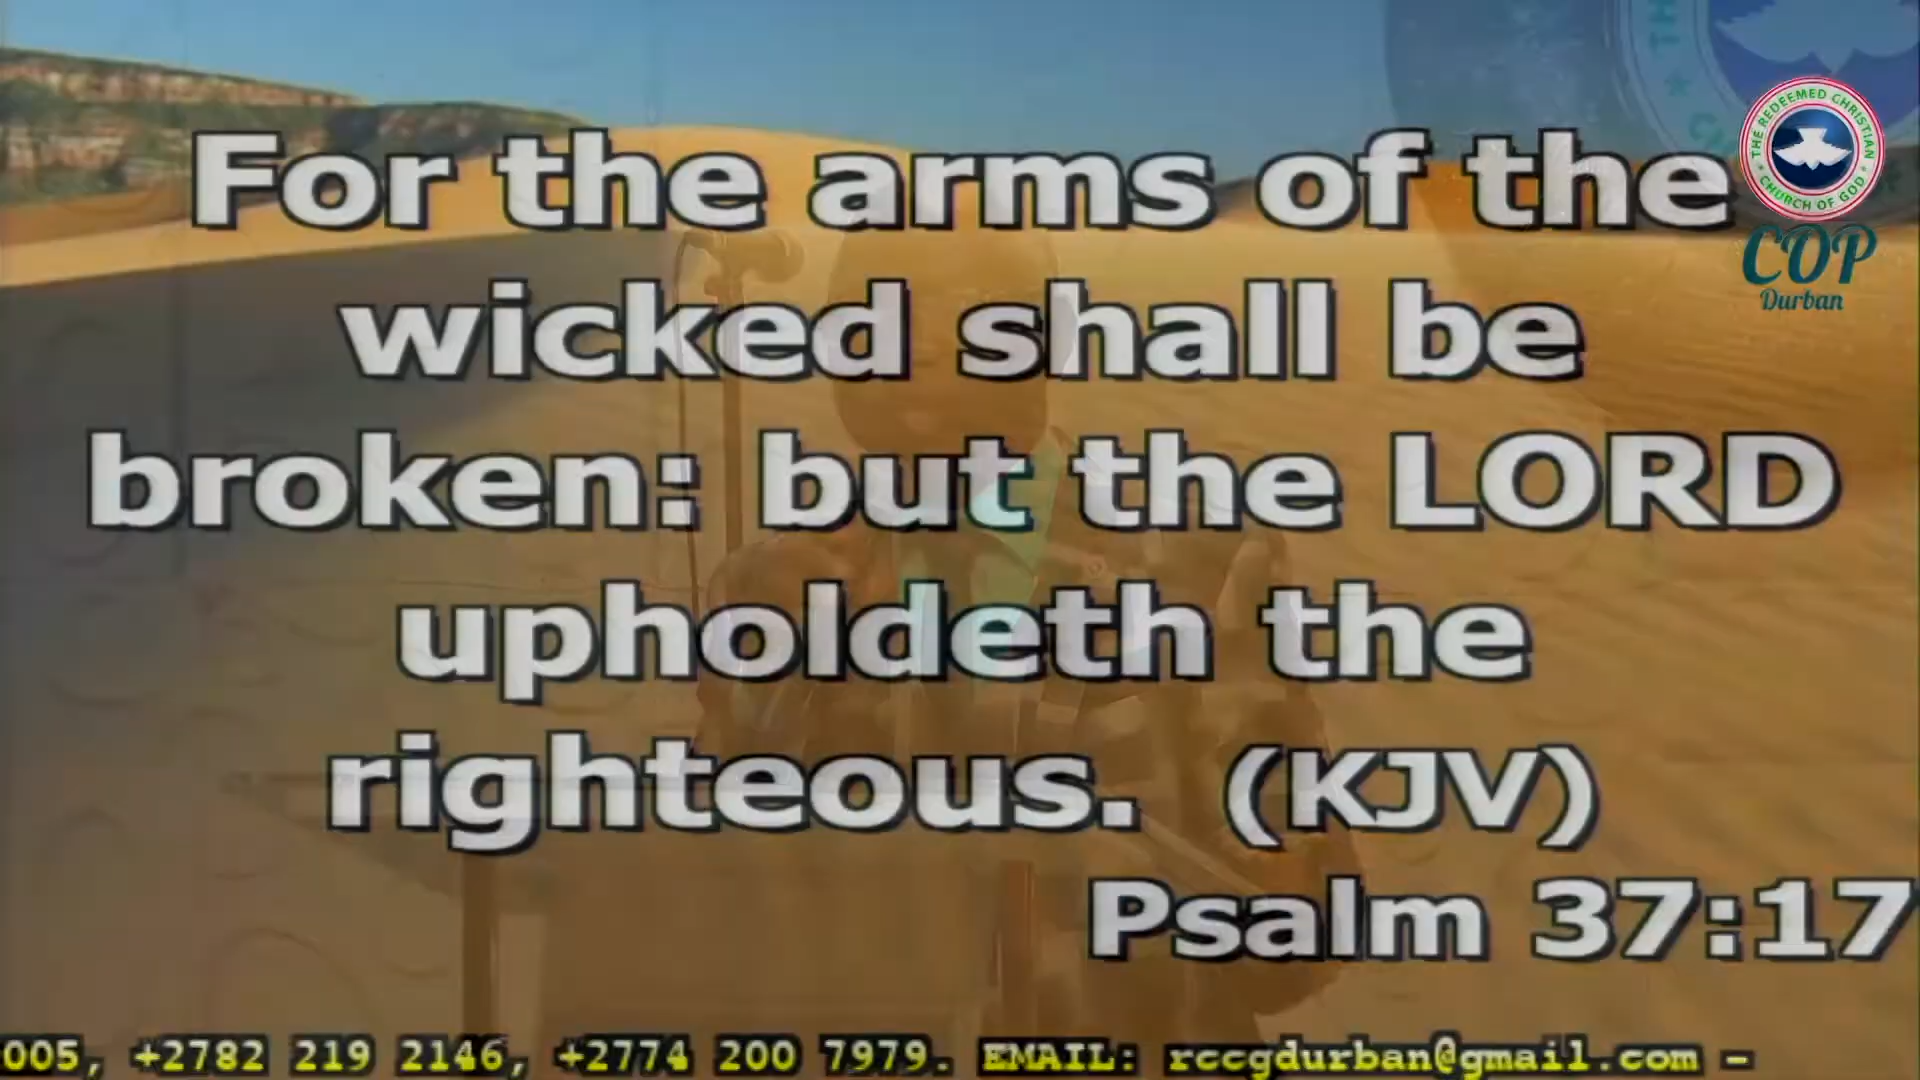 For the arms of the
wicked shall be
broken: but the LORD
upholdeth the
righteous. (KJV)
Psalm 37:17
THE REDEEMED CHRISTIAN
CHURCH OF GOD
COP
Durban
005, +2782 219 2146, +2774 200 7979. EMAIL: rccgdurban@gmail.com –